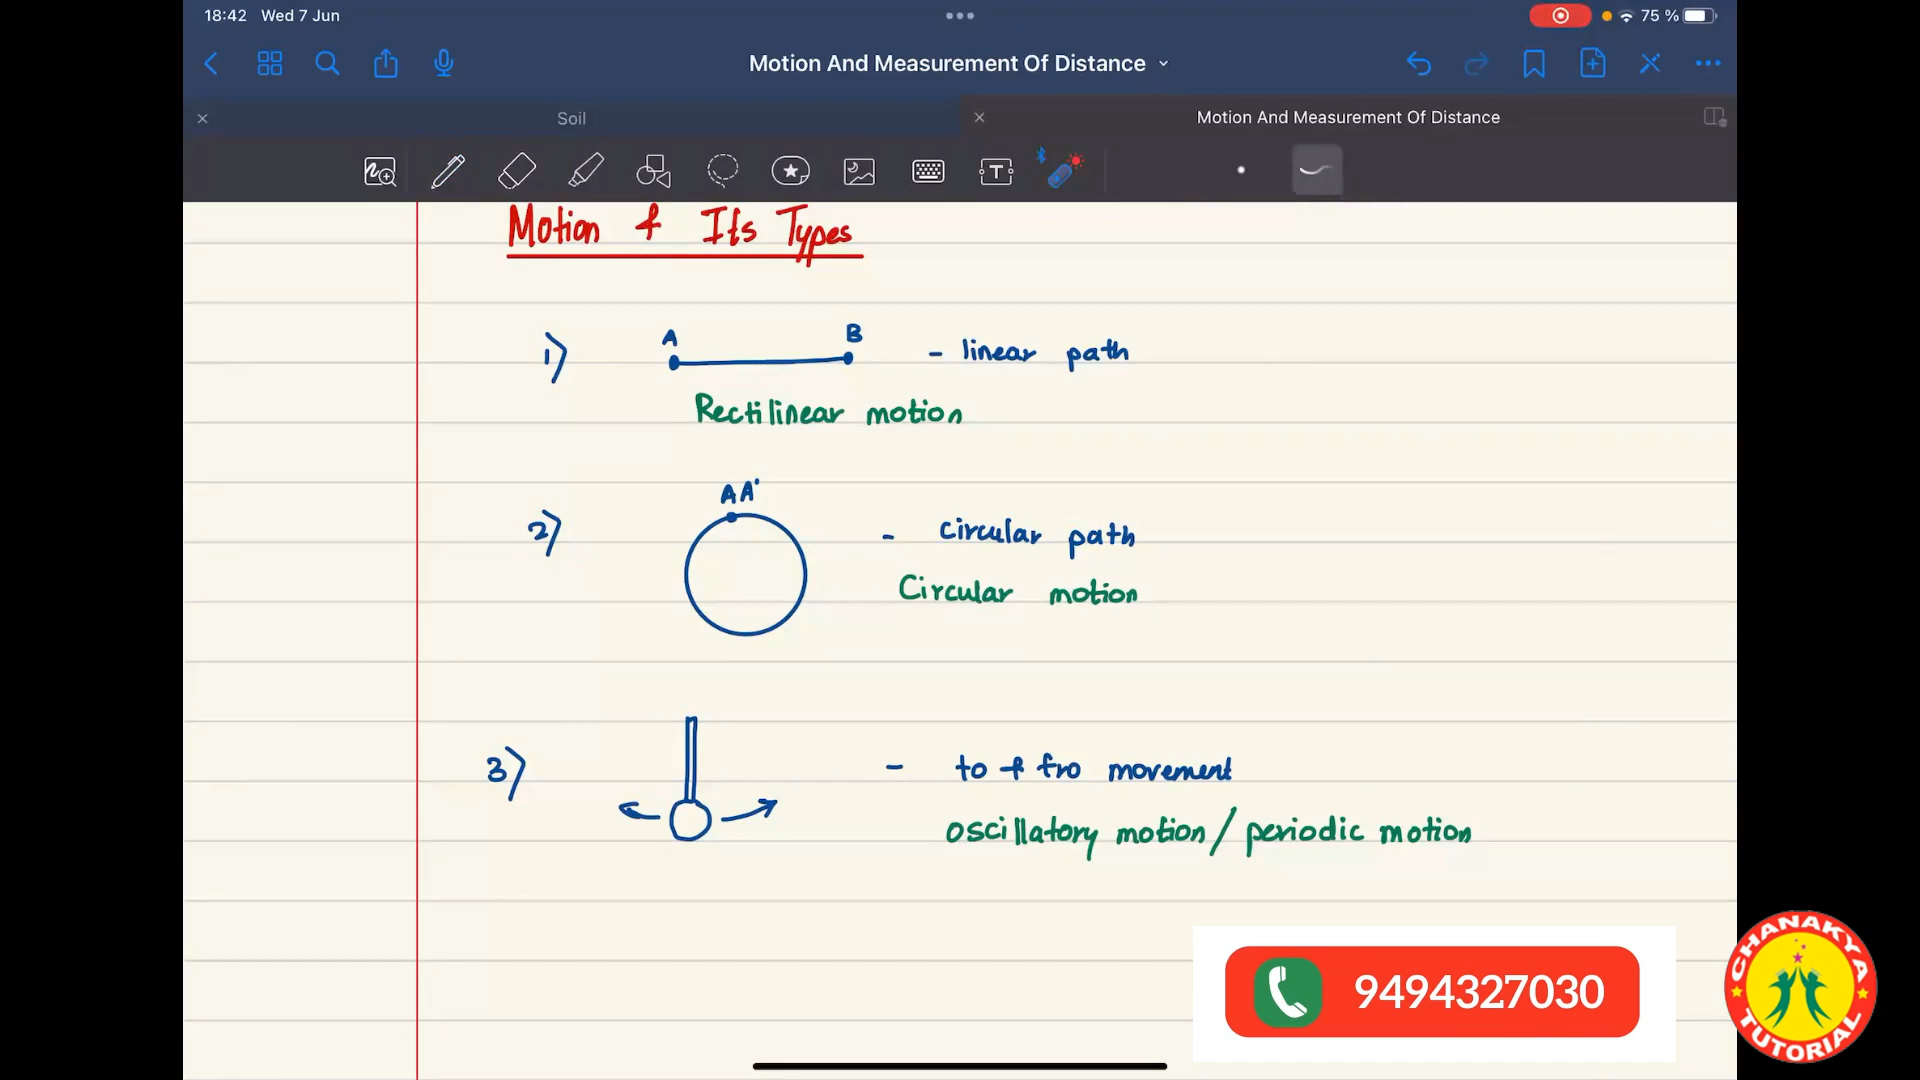 18:42 Wed 7 Jun 75 %
Motion And Measurement Of Distance
Soil
Motion And Measurement Of Distance
T
Motion & Its Types
1) A B - linear path
Rectilinear motion
2) A A' - circular path
Circular motion
3) - to & fro movement
oscillatory motion / periodic motion
9494327030
CHANAKYA
TUTORIAL